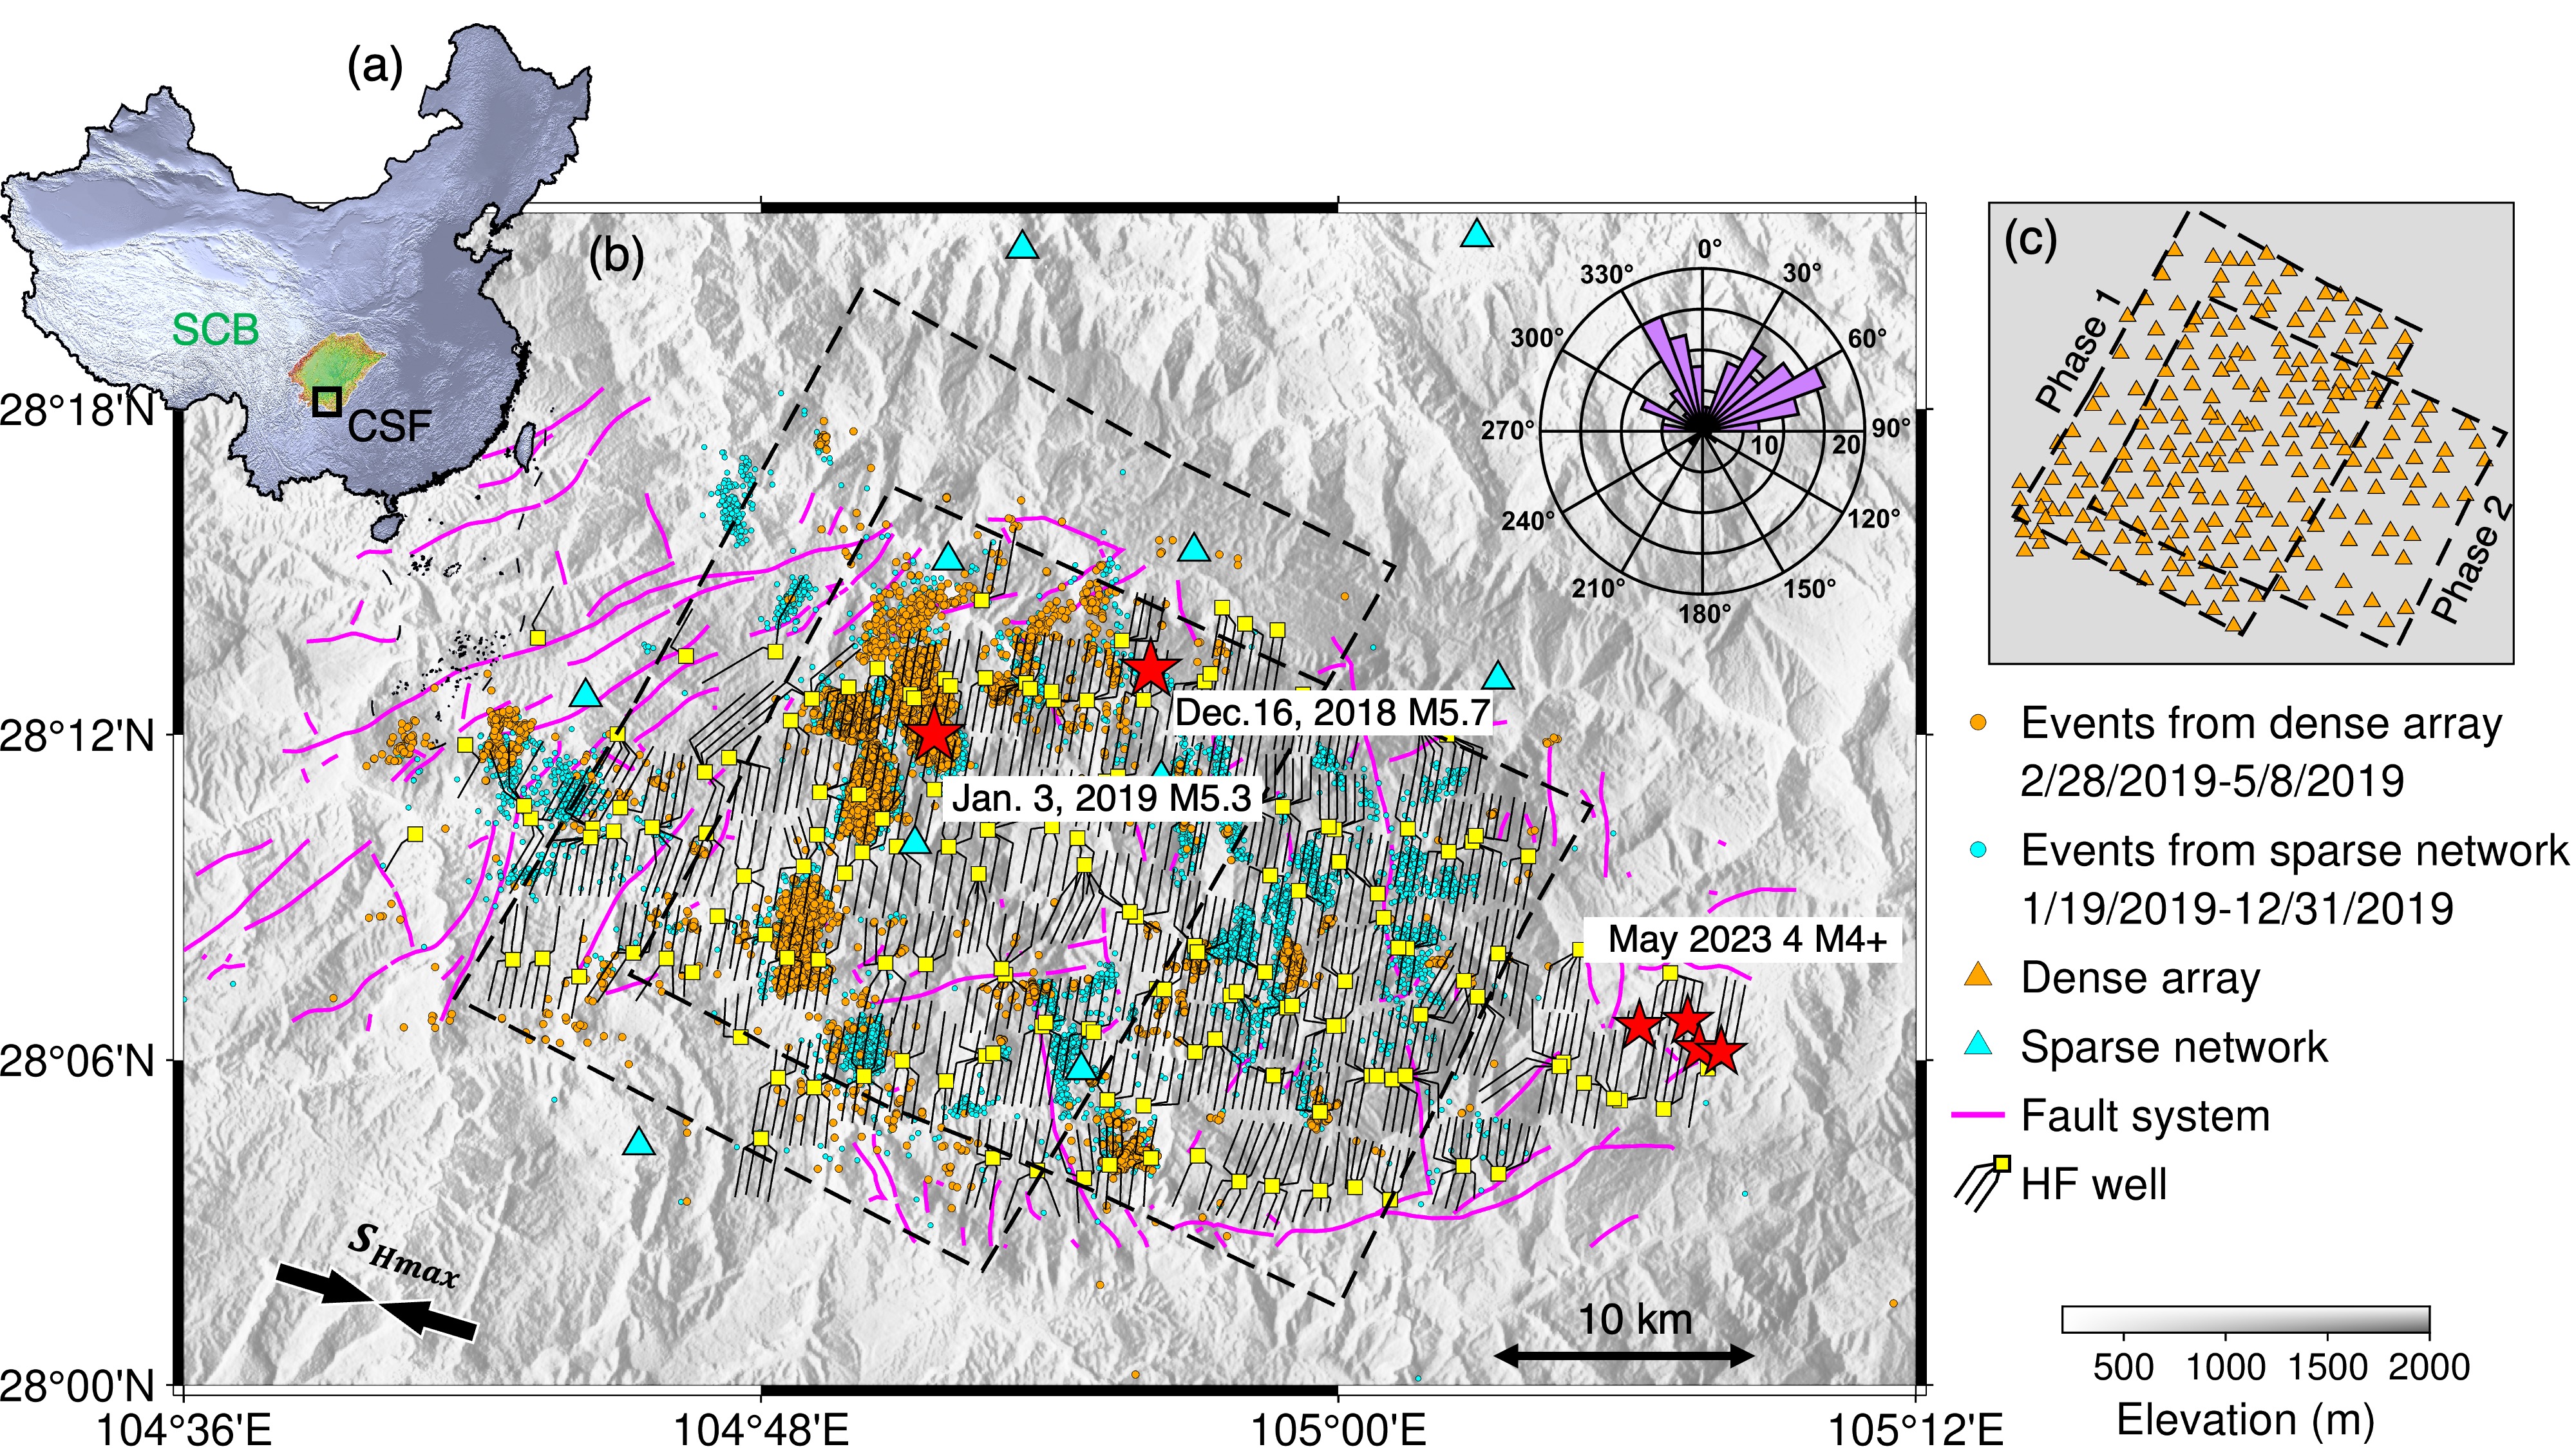 (a)
SCB
CSF
(b)
0°
30°
60°
90°
120°
150°
180°
210°
240°
270°
300°
330°
10
20
Dec.16, 2018 M5.7
Jan. 3, 2019 M5.3
May 2023 4 M4+
SHmax
10 km
28°18'N
28°12'N
28°06'N
28°00'N
104°36'E
104°48'E
105°00'E
105°12'E
(c)
Phase 1
Phase 2
Events from dense array
2/28/2019-5/8/2019
Events from sparse network
1/19/2019-12/31/2019
Dense array
Sparse network
Fault system
HF well
500
1000
1500
2000
Elevation (m)